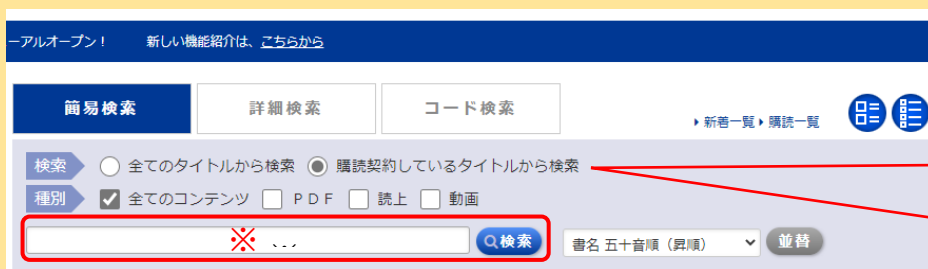 ーアルオープン！ 新しい機能紹介は、こちらから
簡易検索 詳細検索 コード検索
新着一覧 購読一覧
検索 全てのタイトルから検索 購読契約しているタイトルから検索
種別 全てのコンテンツ PDF 読上 動画
※ 検索 書名 五十音順（昇順） 並替